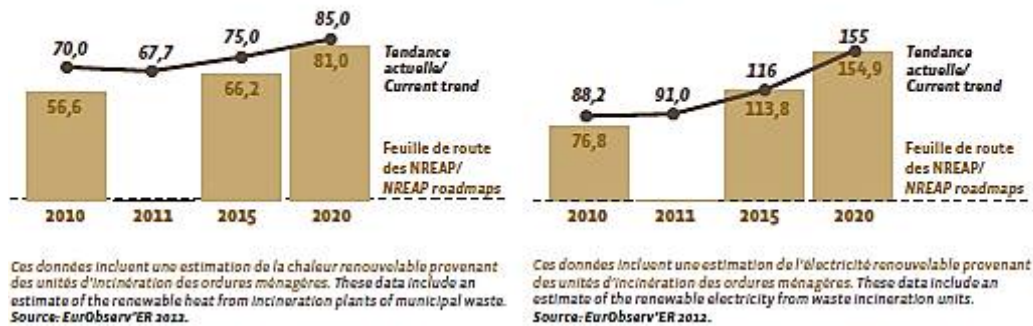 70,0 67,7 75,0 85,0
56,6 66,2 81,0
Tendance
actuelle/
Current trend
Feuille de route
des NREAP/
NREAP roadmaps
2010 2011 2015 2020
Ces données incluent une estimation de la chaleur renouvelable provenant
des unités d'incinération des ordures ménagères. These data include an
estimate of the renewable heat from incineration plants of municipal waste.
Source: EurObserv'ER 2012.
88,2 91,0 116 155
76,8 113,8 154,9
Tendance
actuelle/
Current trend
Feuille de route
des NREAP/
NREAP roadmaps
2010 2011 2015 2020
Ces données incluent une estimation de l'électricité renouvelable provenant
des unités d'incinération des ordures ménagères. These data include an
estimate of the renewable electricity from waste incineration units.
Source: EurObserv'ER 2012.